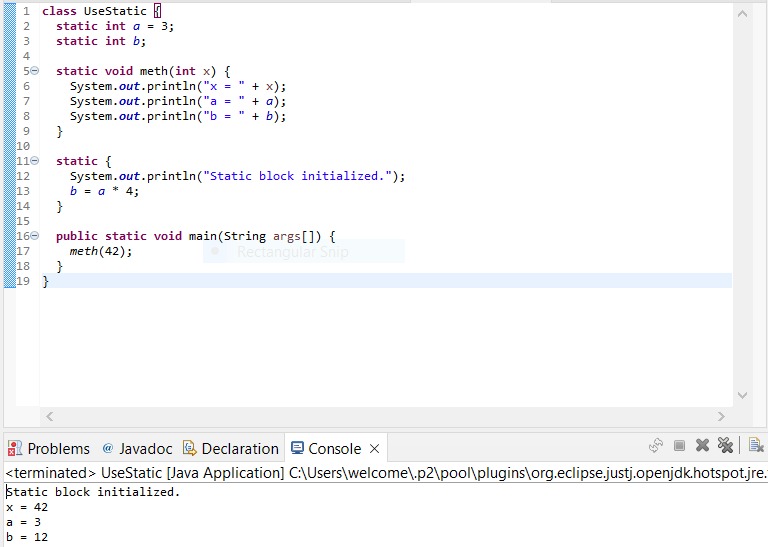 1 class UseStatic {
2 static int a = 3;
3 static int b;
4
5 static void meth(int x) {
6 System.out.println("x = " + x);
7 System.out.println("a = " + a);
8 System.out.println("b = " + b);
9 }
10
11 static {
12 System.out.println("Static block initialized.");
13 b = a * 4;
14 }
15
16 public static void main(String args[]) {
17 meth(42);
Rectangular Snip
18 }
19 }
Problems @ Javadoc Declaration Console
<terminated> UseStatic [Java Application] C:\Users\welcome\.p2\pool\plugins\org.eclipse.justj.openjdk.hotspot.jre.
Static block initialized.
x = 42
a = 3
b = 12